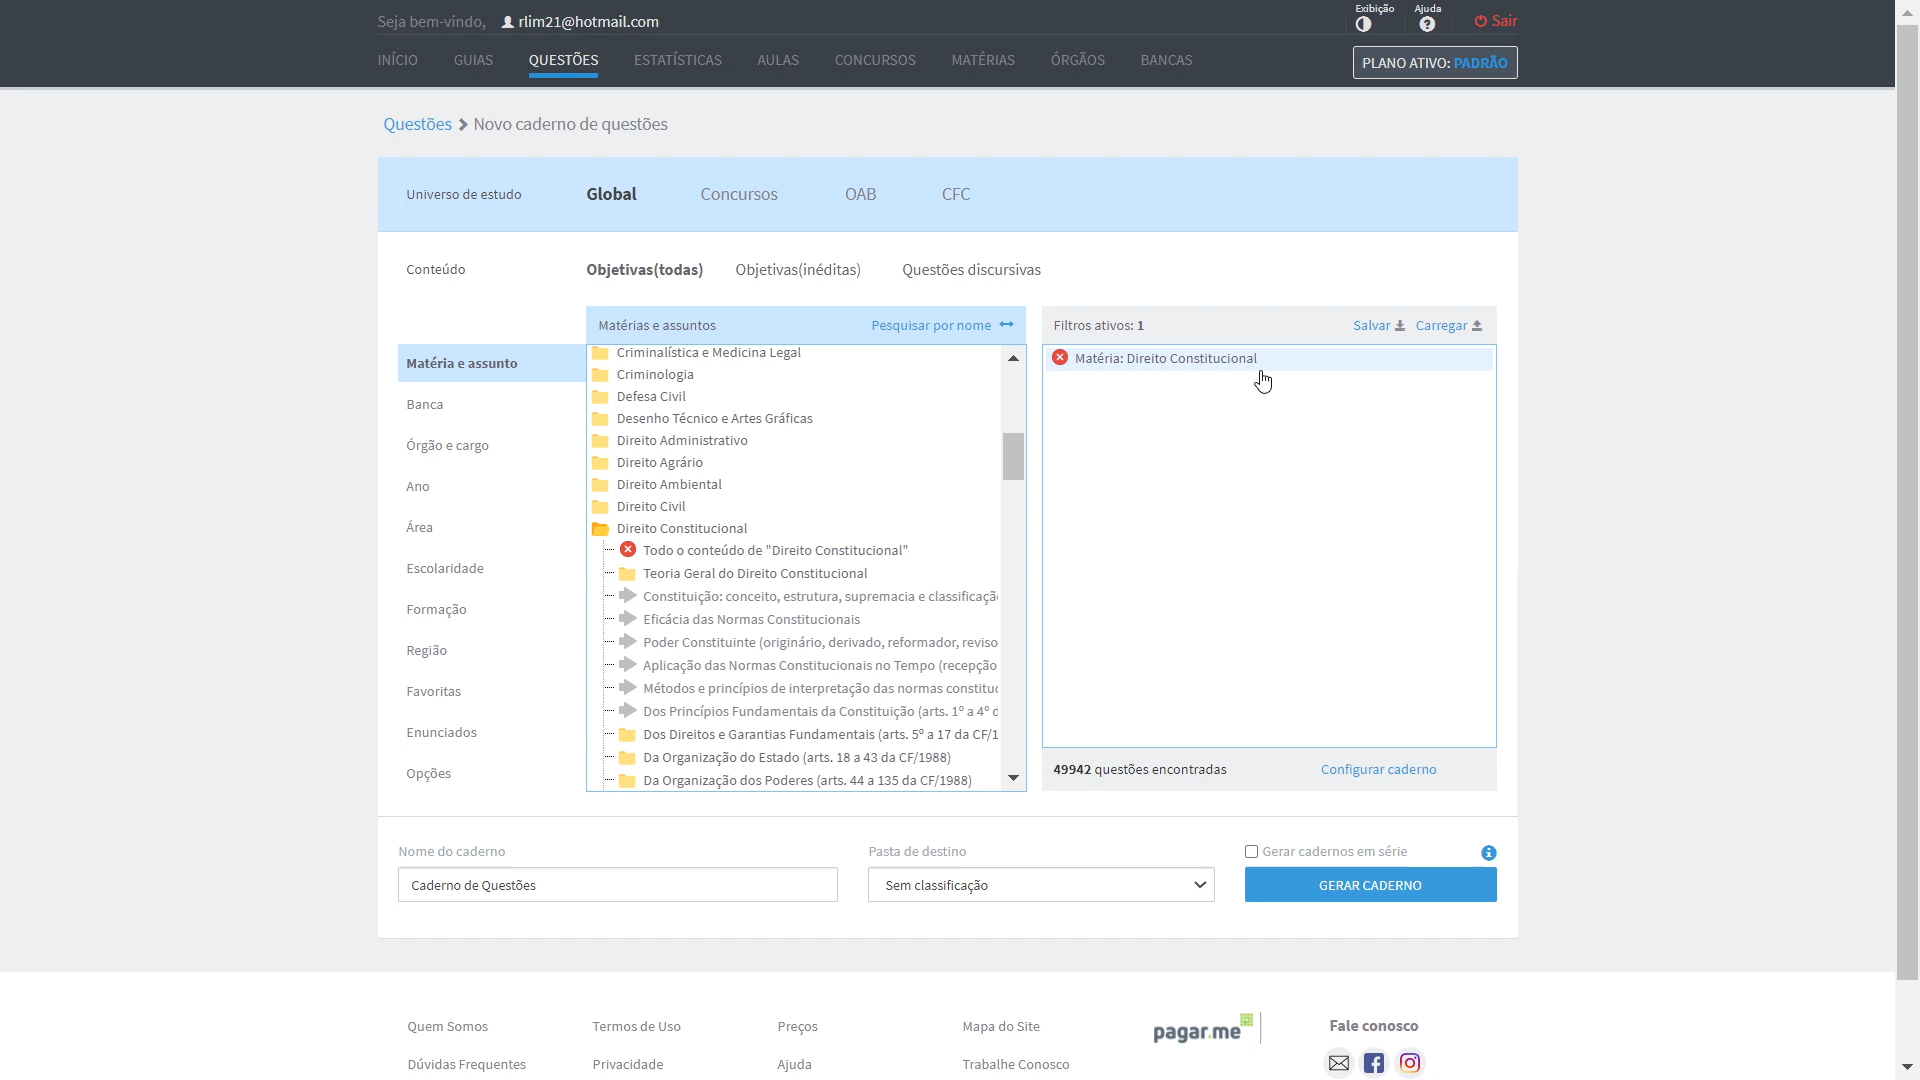 Seja bem-vindo, rlim21@hotmail.com
Exibição Ajuda Sair
INÍCIO GUIAS QUESTÕES ESTATÍSTICAS AULAS CONCURSOS MATÉRIAS ÓRGÃOS BANCAS
PLANO ATIVO: PADRÃO
Questões Novo caderno de questões
Universo de estudo Global Concursos OAB CFC
Conteúdo Objetivas(todas) Objetivas(inéditas) Questões discursivas
Matérias e assuntos Pesquisar por nome
Filtros ativos: 1 Salvar Carregar
Matéria e assunto
Banca
Órgão e cargo
Ano
Área
Escolaridade
Formação
Região
Favoritas
Enunciados
Opções
Criminalística e Medicina Legal
Criminologia
Defesa Civil
Desenho Técnico e Artes Gráficas
Direito Administrativo
Direito Agrário
Direito Ambiental
Direito Civil
Direito Constitucional
Todo o conteúdo de "Direito Constitucional"
Teoria Geral do Direito Constitucional
Constituição: conceito, estrutura, supremacia e classificaçã
Eficácia das Normas Constitucionais
Poder Constituinte (originário, derivado, reformador, reviso
Aplicação das Normas Constitucionais no Tempo (recepção
Métodos e princípios de interpretação das normas constituc
Dos Princípios Fundamentais da Constituição (arts. 1º a 4º d
Dos Direitos e Garantias Fundamentais (arts. 5º a 17 da CF/1
Da Organização do Estado (arts. 18 a 43 da CF/1988)
Da Organização dos Poderes (arts. 44 a 135 da CF/1988)
Matéria: Direito Constitucional
49942 questões encontradas Configurar caderno
Nome do caderno Pasta de destino Gerar cadernos em série
Caderno de Questões Sem classificação GERAR CADERNO
Quem Somos Termos de Uso Preços Mapa do Site pagar.me Fale conosco
Dúvidas Frequentes Privacidade Ajuda Trabalhe Conosco